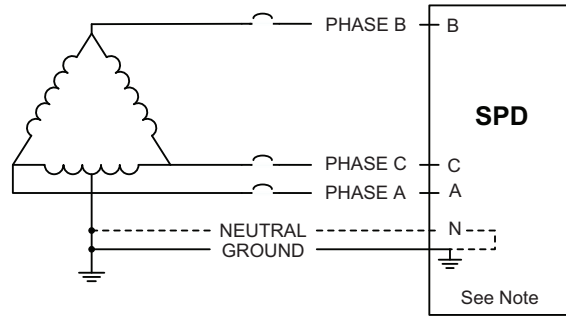 PHASE B
B
SPD
PHASE C
C
PHASE A
A
NEUTRAL
N
GROUND
See Note